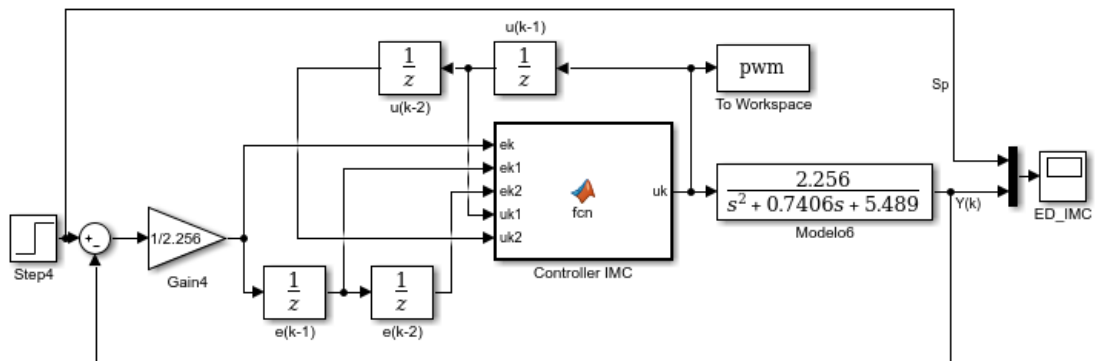 u(k-1)
1
z
1
z
pwm
u(k-2)
To Workspace
Sp
ek
ek1
ek2
uk1
uk2
fcn
uk
2.256
s² + 0.7406s + 5.489
Y(k)
ED_IMC
Modelo6
+
−
1/2.256
Step4
Gain4
Controller IMC
1
z
1
z
e(k-1)
e(k-2)